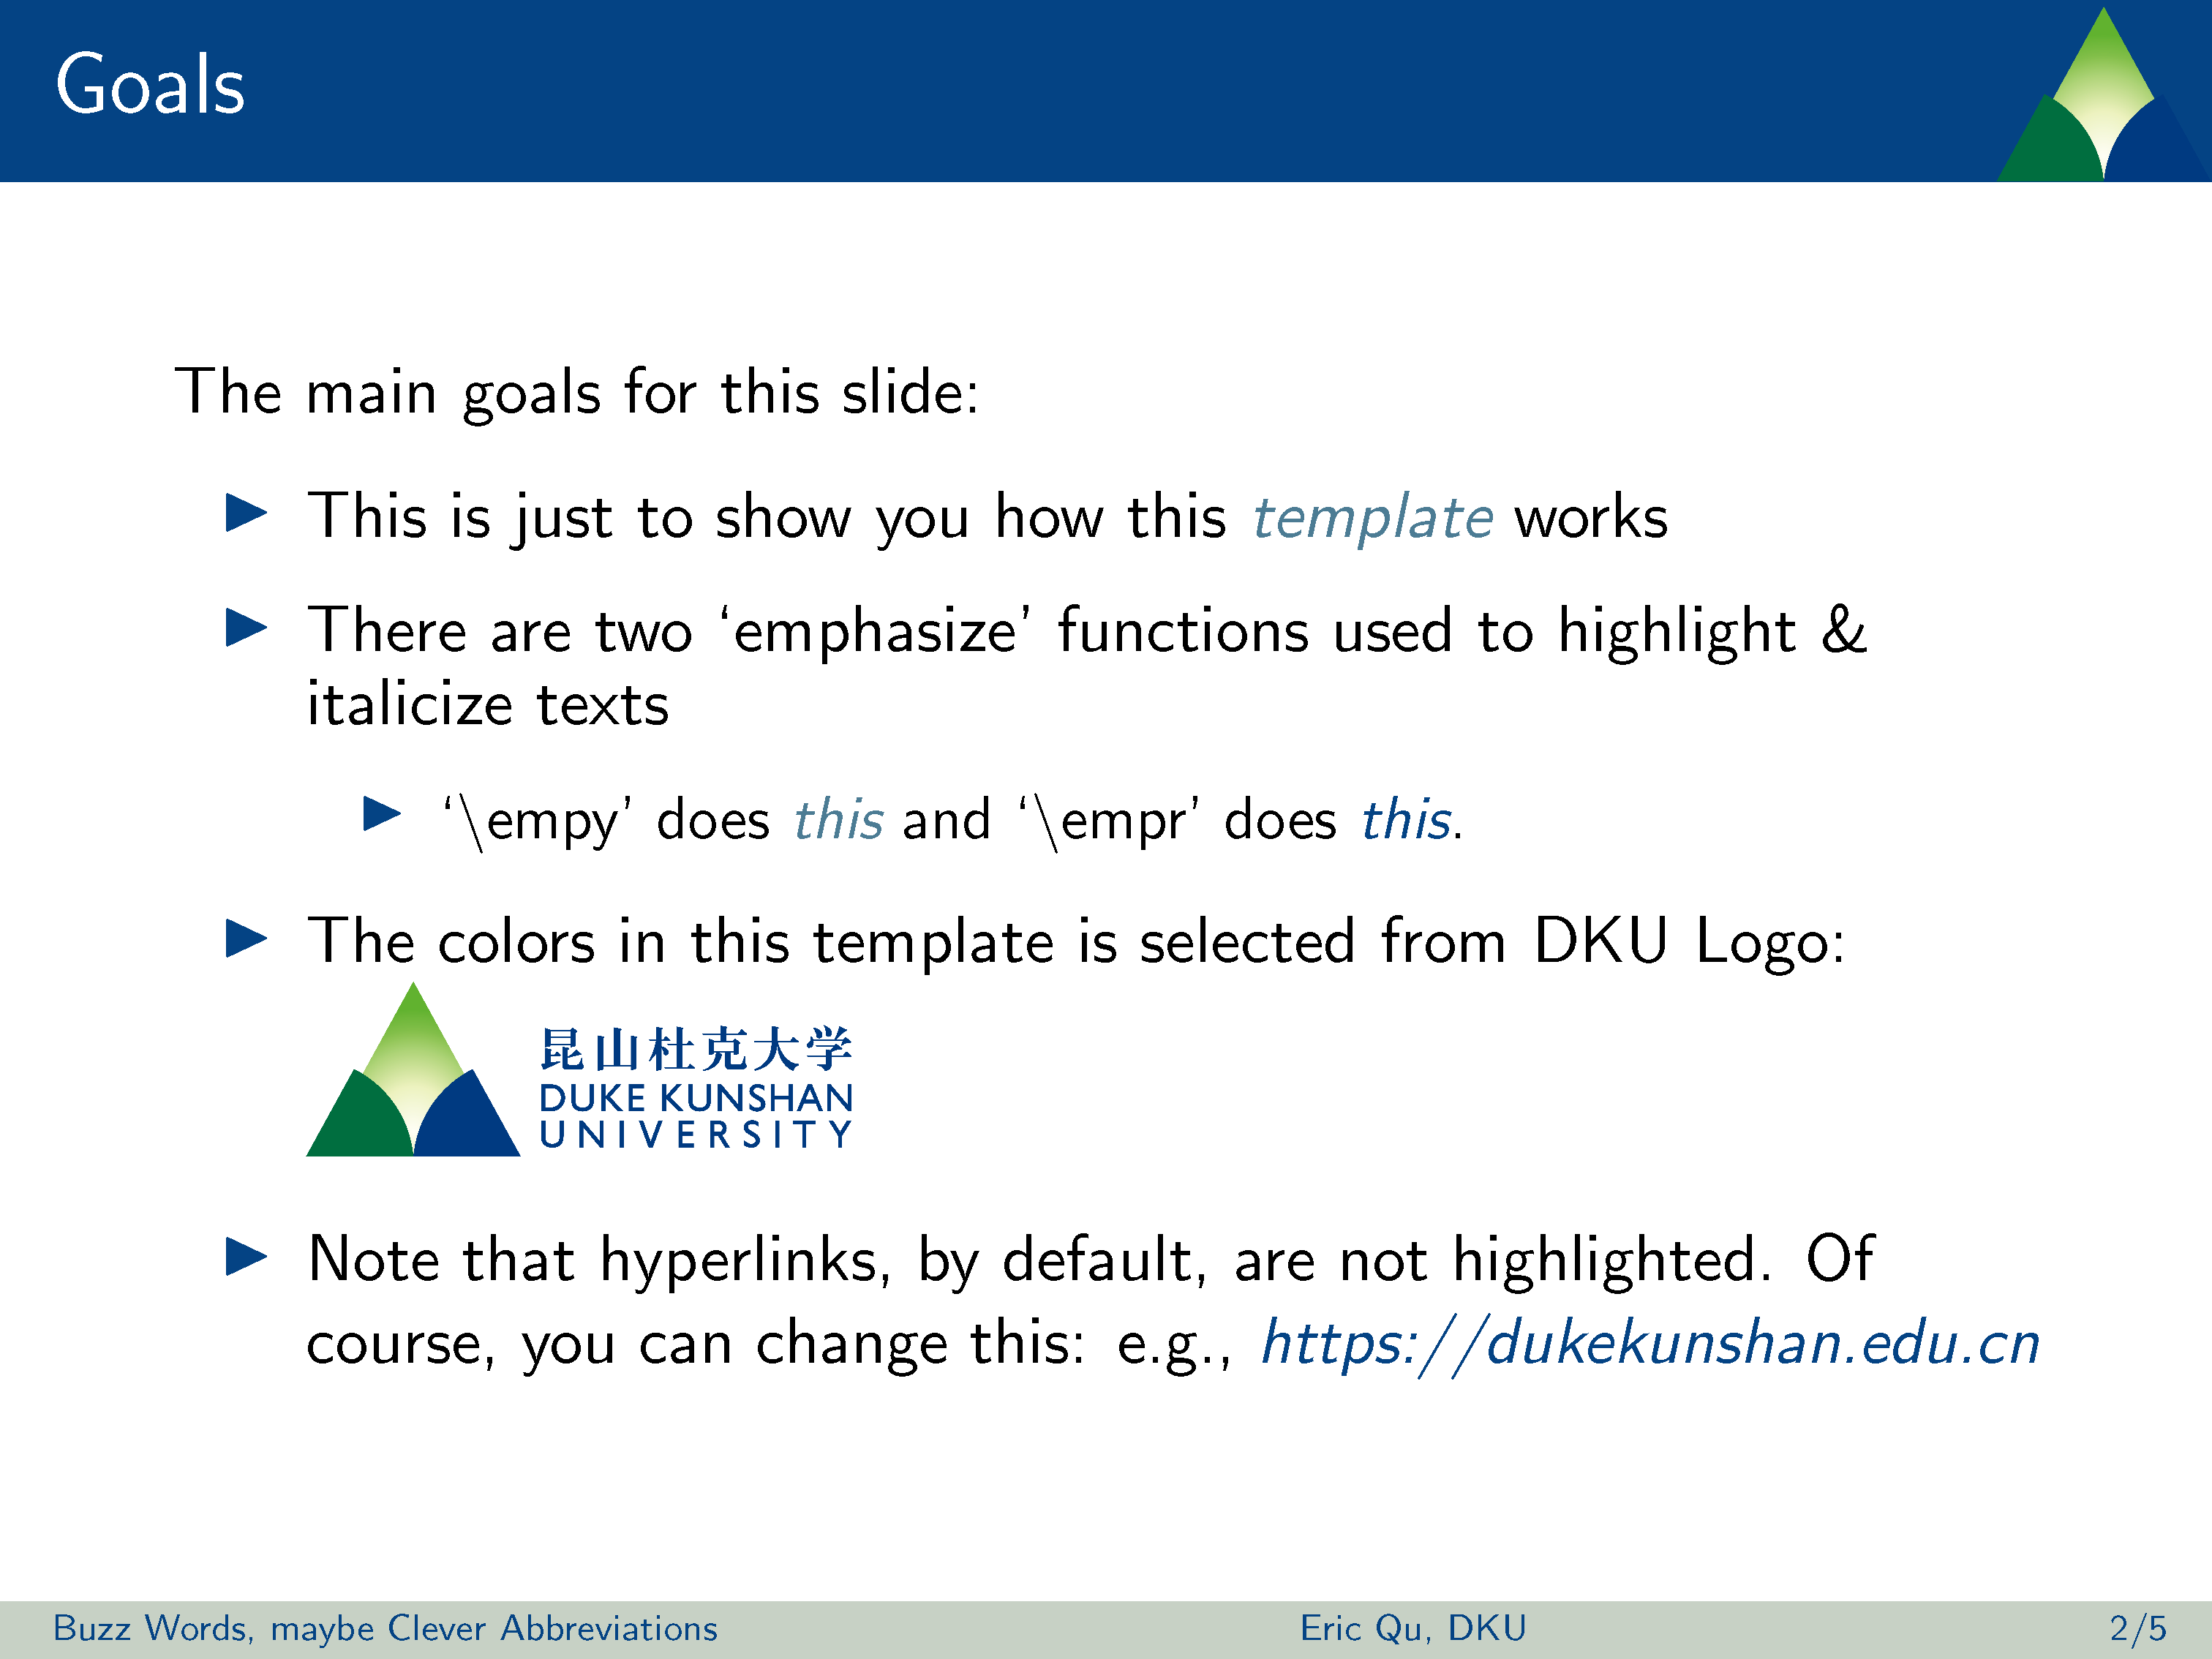 Goals
The main goals for this slide:
This is just to show you how this template works
There are two ‘emphasize’ functions used to highlight &
italicize texts
‘\empy’ does this and ‘\empr’ does this.
The colors in this template is selected from DKU Logo:
昆山杜克大学
DUKE KUNSHAN
UNIVERSITY
Note that hyperlinks, by default, are not highlighted. Of
course, you can change this: e.g., https://dukekunshan.edu.cn
Buzz Words, maybe Clever Abbreviations
Eric Qu, DKU
2/5